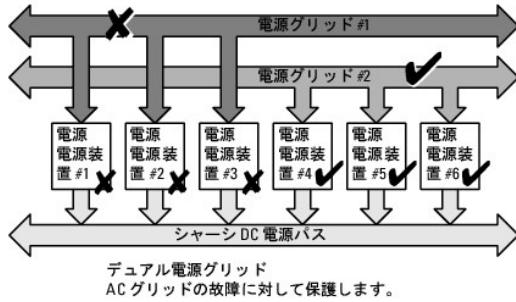 電源グリッド #1
電源グリッド #2
電源
電源装
置 #1
電源
電源装
置 #2
電源
電源装
置 #3
電源
電源装
置 #4
電源
電源装
置 #5
電源
電源装
置 #6
シャーシ DC 電源パス
デュアル電源グリッド
AC グリッドの故障に対して保護します。